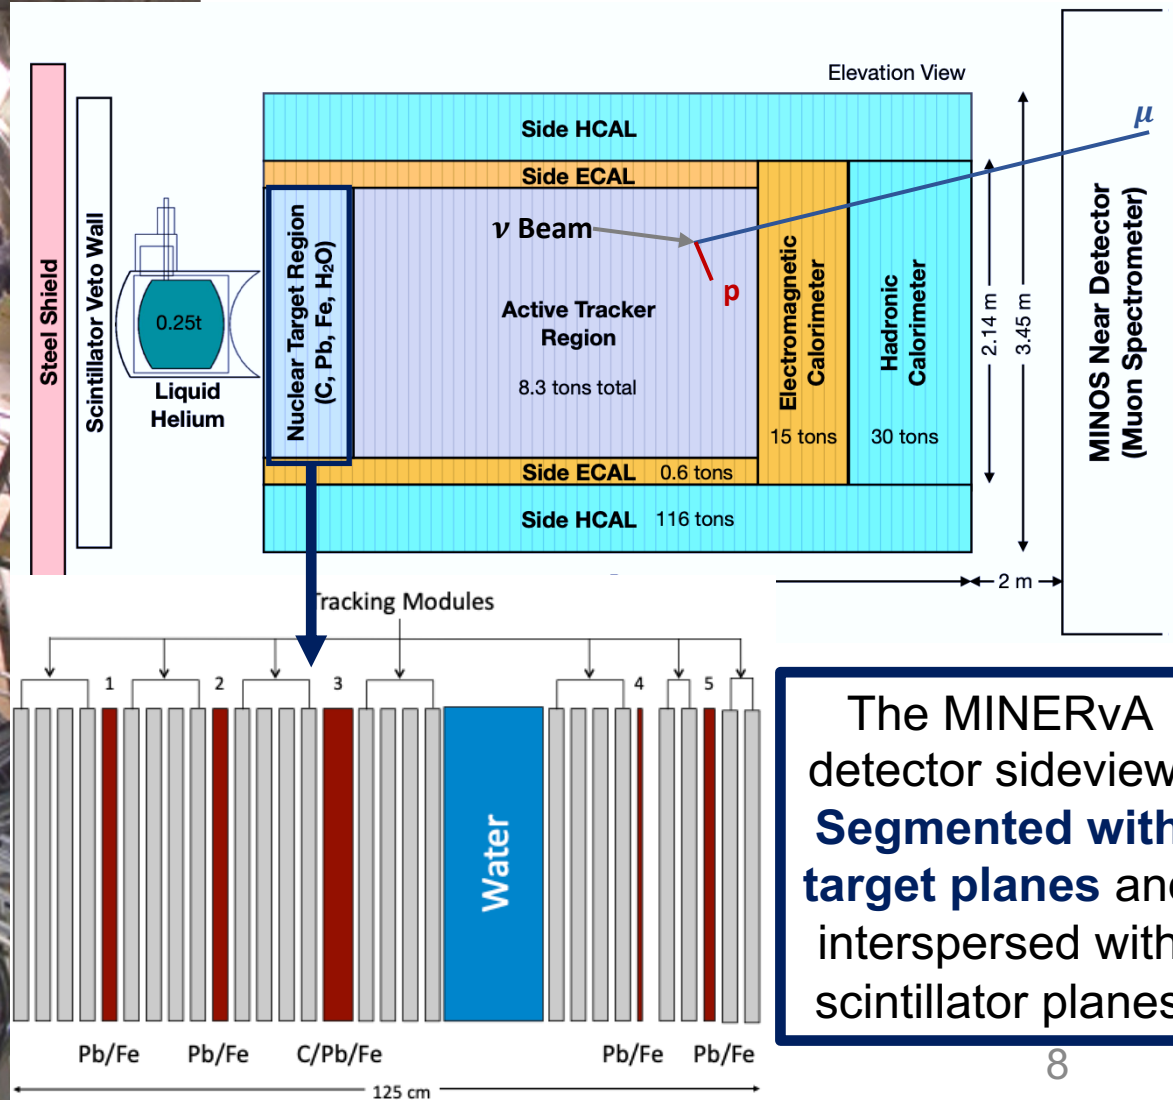 Elevation View
Side HCAL
μ
Side ECAL
ν Beam
p
Steel Shield
Scintillator Veto Wall
0.25t
Liquid
Helium
Nuclear Target Region
(C, Pb, Fe, H₂O)
Active Tracker
Region
8.3 tons total
Electromagnetic
Calorimeter
15 tons
Hadronic
Calorimeter
30 tons
2.14 m
3.45 m
MINOS Near Detector
(Muon Spectrometer)
Side ECAL 0.6 tons
Side HCAL 116 tons
2 m
Tracking Modules
1 2 3 4 5
Water
Pb/Fe Pb/Fe C/Pb/Fe Pb/Fe Pb/Fe
125 cm
The MINERvA
detector sideview
Segmented with
target planes and
interspersed with
scintillator planes
8